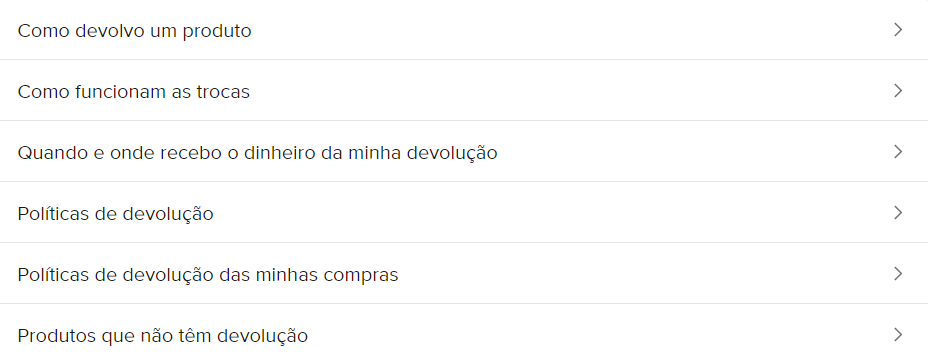 Como devolvo um produto
Como funcionam as trocas
Quando e onde recebo o dinheiro da minha devolução
Políticas de devolução
Políticas de devolução das minhas compras
Produtos que não têm devolução